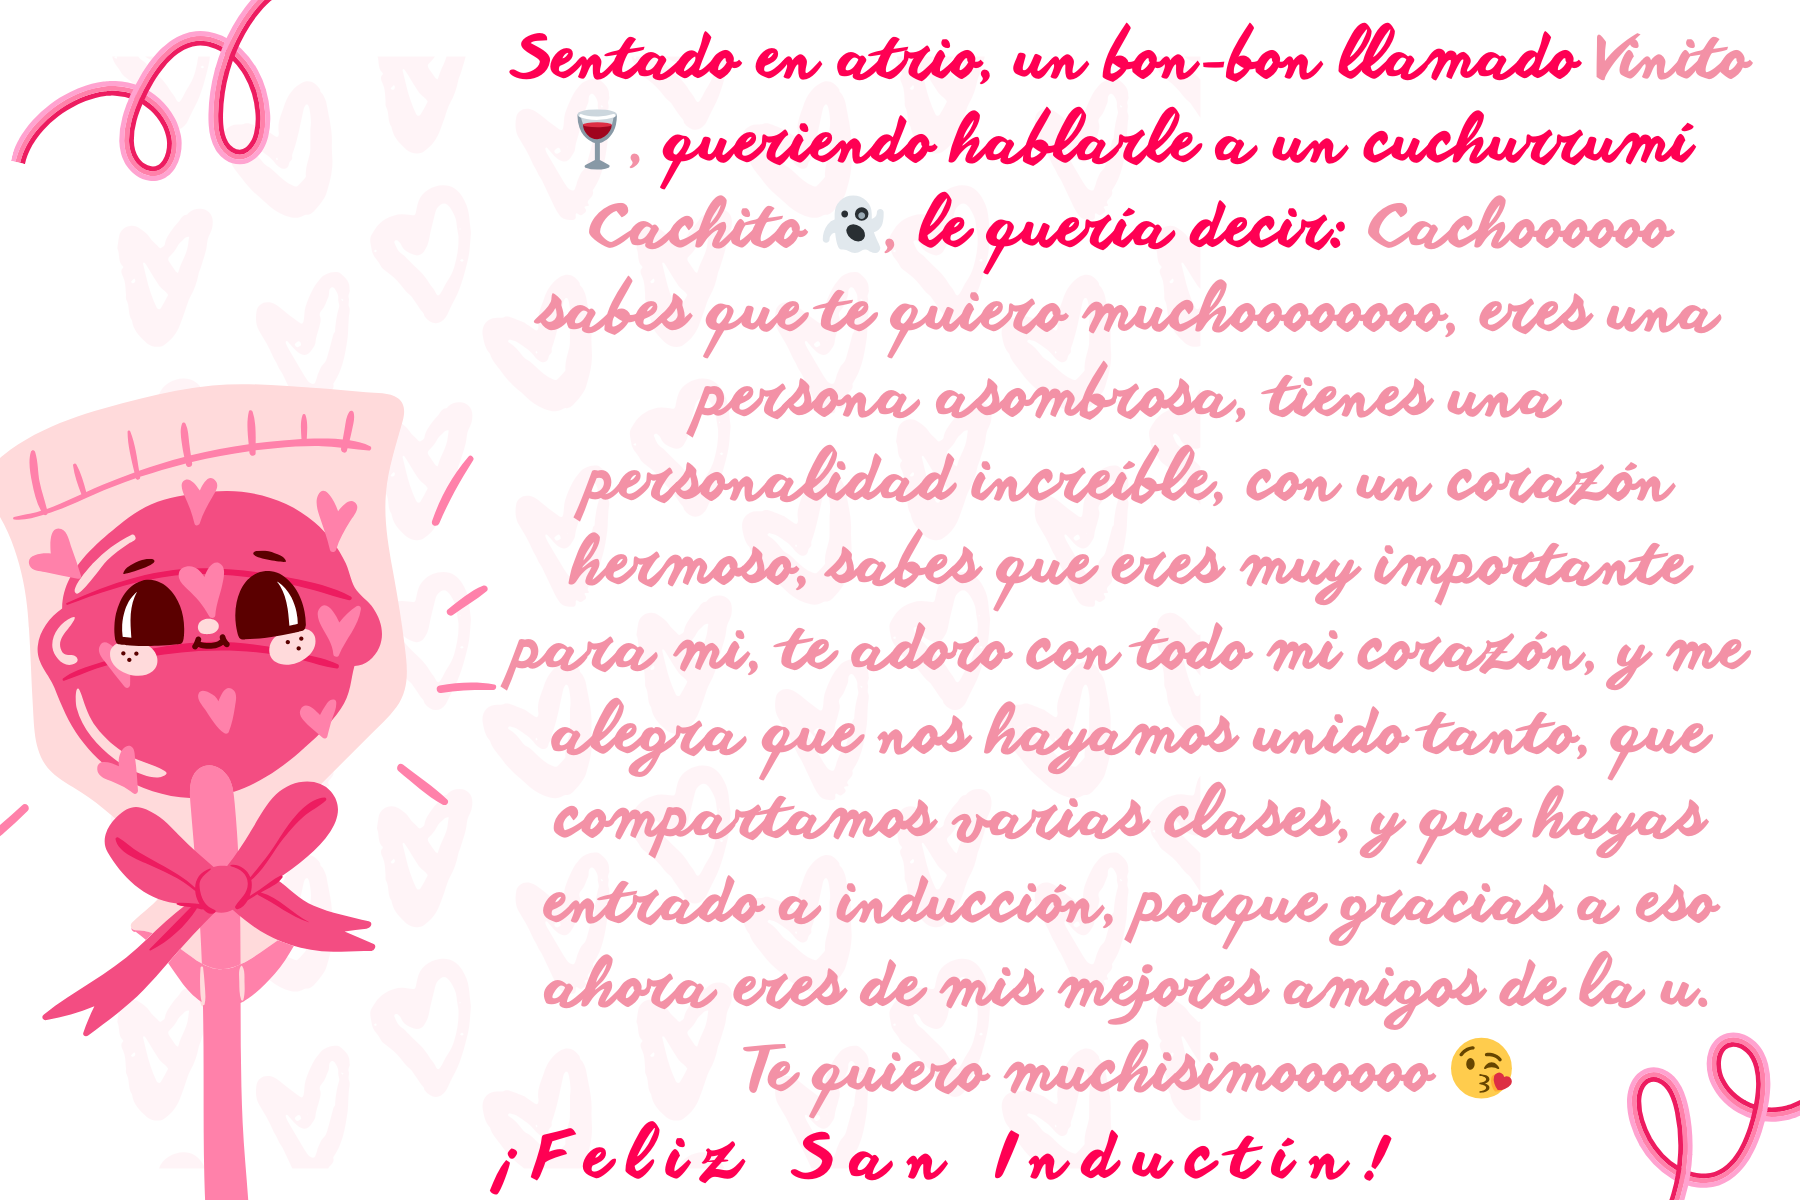 Sentado en atrio, un bon-bon llamado Vinito
🍷, queriendo hablarle a un cuchurrumí
Cachito 👻, le quería decir: Cachoooooo
sabes que te quiero muchoooooooo, eres una
persona asombrosa, tienes una
personalidad increíble, con un corazón
hermoso, sabes que eres muy importante
para mi, te adoro con todo mi corazón, y me
alegra que nos hayamos unido tanto, que
compartamos varias clases, y que hayas
entrado a inducción, porque gracias a eso
ahora eres de mis mejores amigos de la u.
Te quiero muchisimoooooo 😘
¡Feliz San Inductín!